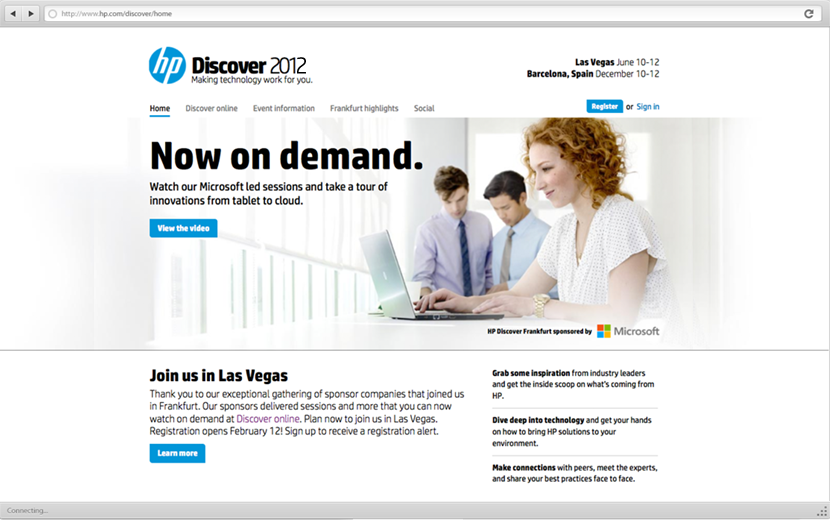 http://www.hp.com/discover/home
hp Discover 2012
Making technology work for you.
Las Vegas June 10-12
Barcelona, Spain December 10-12
Home Discover online Event information Frankfurt highlights Social
Register or Sign in
Now on demand.
Watch our Microsoft led sessions and take a tour of
innovations from tablet to cloud.
View the video
HP Discover Frankfurt sponsored by Microsoft
Join us in Las Vegas
Thank you to our exceptional gathering of sponsor companies that joined us
in Frankfurt. Our sponsors delivered sessions and more that you can now
watch on demand at Discover online. Plan now to join us in Las Vegas.
Registration opens February 12! Sign up to receive a registration alert.
Learn more
Grab some inspiration from industry leaders
and get the inside scoop on what's coming from
HP.
Dive deep into technology and get your hands
on how to bring HP solutions to your
environment.
Make connections with peers, meet the experts,
and share your best practices face to face.
Connecting...